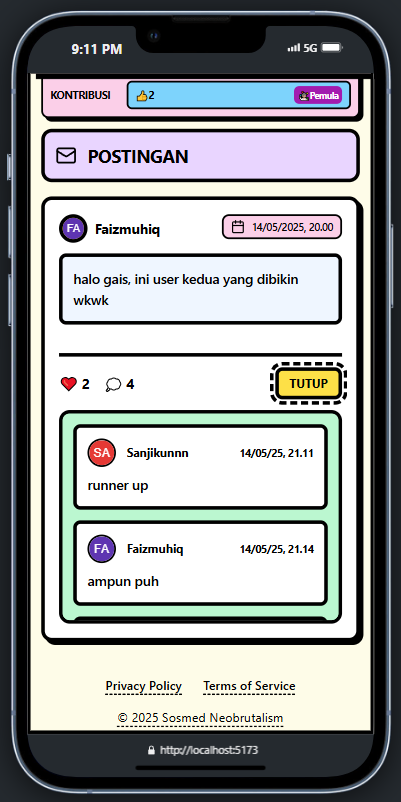 9:11 PM 5G
KONTRIBUSI 👍2 Pemula
POSTINGAN
FA Faizmuhiq 14/05/2025, 20.00
halo gais, ini user kedua yang dibikin
wkwk
❤️ 2 💭 4 TUTUP
SA Sanjikunnn 14/05/25, 21.11
runner up
FA Faizmuhiq 14/05/25, 21.14
ampun puh
Privacy Policy Terms of Service
© 2025 Sosmed Neobrutalism
http://localhost:5173